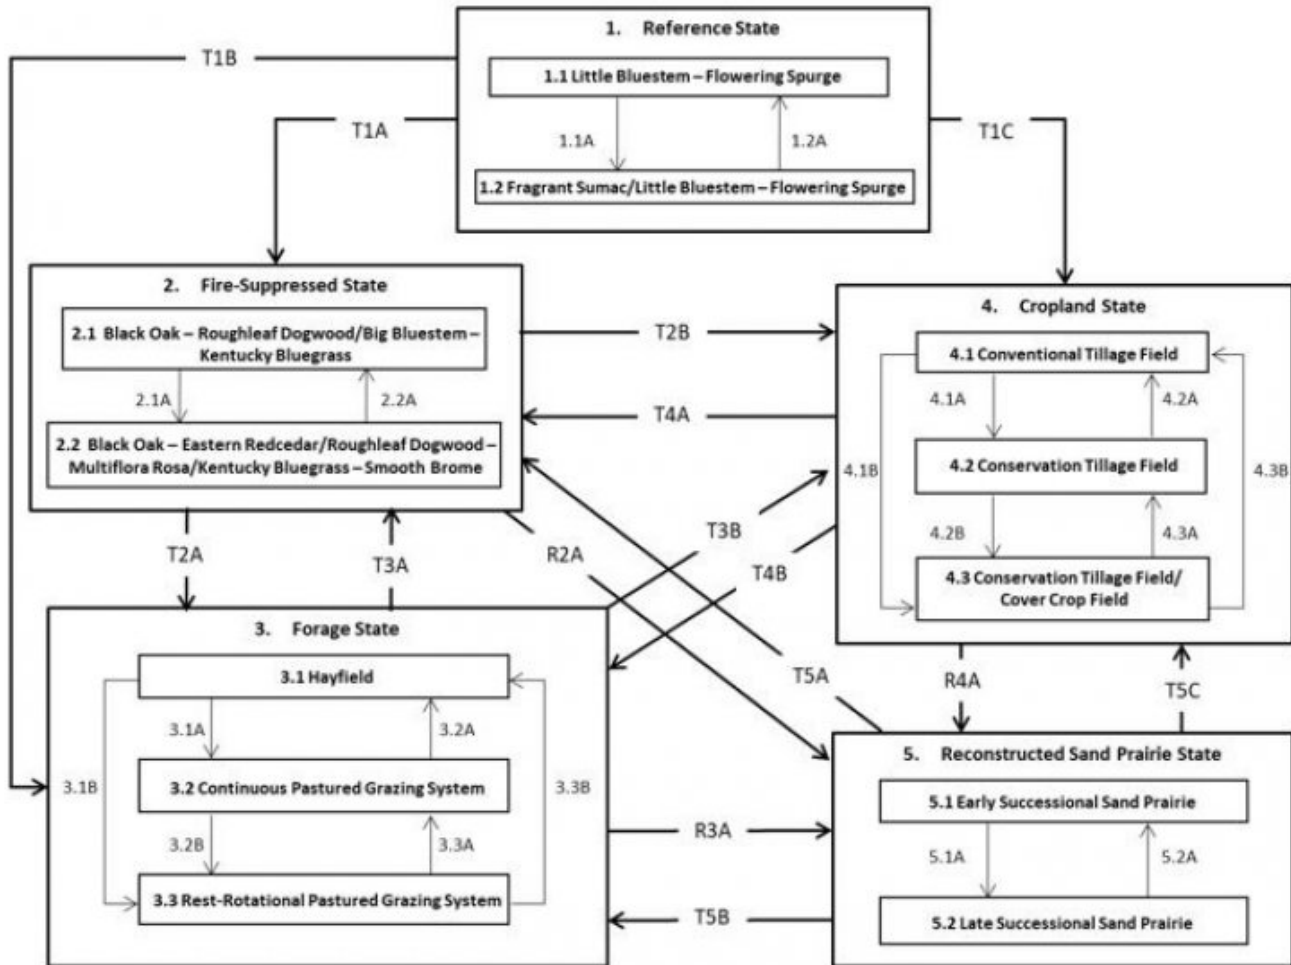 1. Reference State
T1B
1.1 Little Bluestem – Flowering Spurge
T1A
1.1A
1.2A
T1C
1.2 Fragrant Sumac/Little Bluestem – Flowering Spurge
2. Fire-Suppressed State
2.1 Black Oak – Roughleaf Dogwood/Big Bluestem –
Kentucky Bluegrass
2.1A
2.2A
2.2 Black Oak – Eastern Redcedar/Roughleaf Dogwood –
Multiflora Rosa/Kentucky Bluegrass – Smooth Brome
T2B
T4A
4. Cropland State
4.1 Conventional Tillage Field
4.1A
4.2A
4.2 Conservation Tillage Field
4.1B
4.3B
4.2B
4.3A
4.3 Conservation Tillage Field/
Cover Crop Field
T2A
T3A
R2A
T3B
T4B
T5A
R4A
T5C
3. Forage State
3.1 Hayfield
3.1A
3.2A
3.2 Continuous Pastured Grazing System
3.1B
3.3B
3.2B
3.3A
3.3 Rest-Rotational Pastured Grazing System
R3A
T5B
5. Reconstructed Sand Prairie State
5.1 Early Successional Sand Prairie
5.1A
5.2A
5.2 Late Successional Sand Prairie